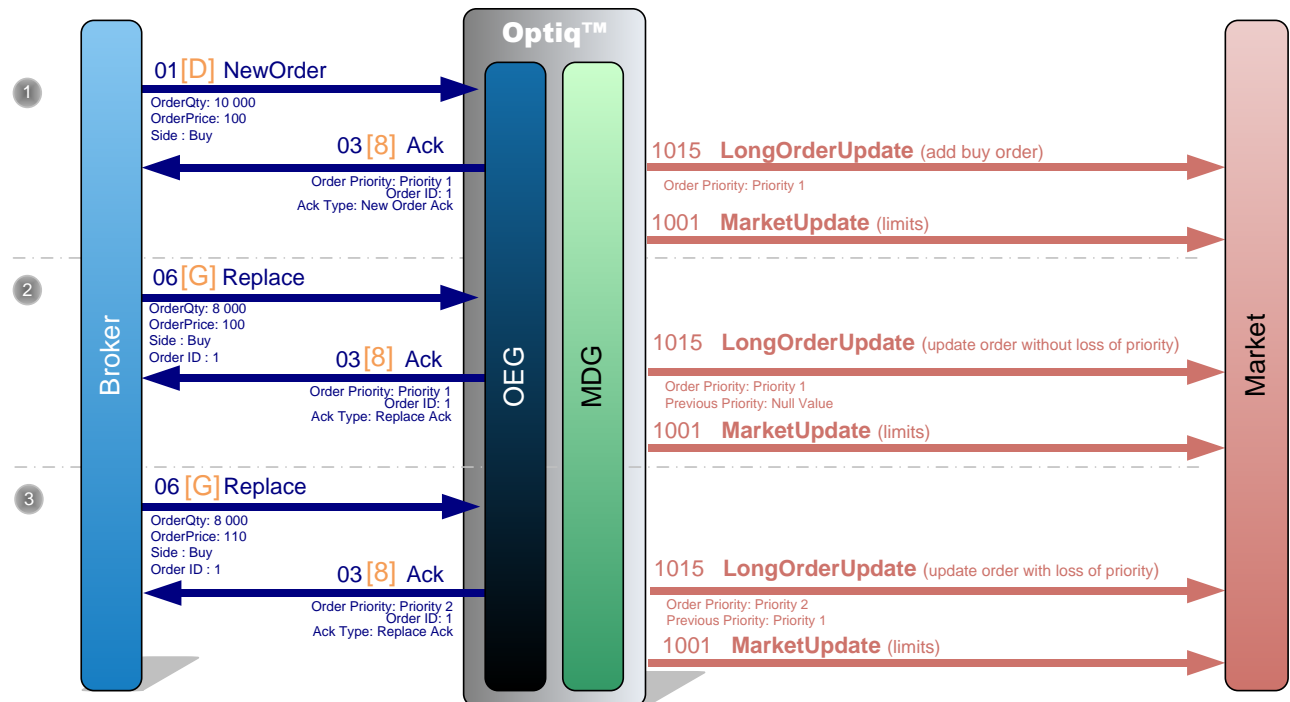 Optiq™
Broker
OEG
MDG
Market
1
01 [D] NewOrder
OrderQty: 10 000
OrderPrice: 100
Side : Buy
03 [8] Ack
Order Priority: Priority 1
Order ID: 1
Ack Type: New Order Ack
1015 LongOrderUpdate (add buy order)
Order Priority: Priority 1
1001 MarketUpdate (limits)
2
06 [G] Replace
OrderQty: 8 000
OrderPrice: 100
Side : Buy
Order ID : 1
03 [8] Ack
Order Priority: Priority 1
Order ID: 1
Ack Type: Replace Ack
1015 LongOrderUpdate (update order without loss of priority)
Order Priority: Priority 1
Previous Priority: Null Value
1001 MarketUpdate (limits)
3
06 [G] Replace
OrderQty: 8 000
OrderPrice: 110
Side : Buy
Order ID : 1
03 [8] Ack
Order Priority: Priority 2
Order ID: 1
Ack Type: Replace Ack
1015 LongOrderUpdate (update order with loss of priority)
Order Priority: Priority 2
Previous Priority: Priority 1
1001 MarketUpdate (limits)